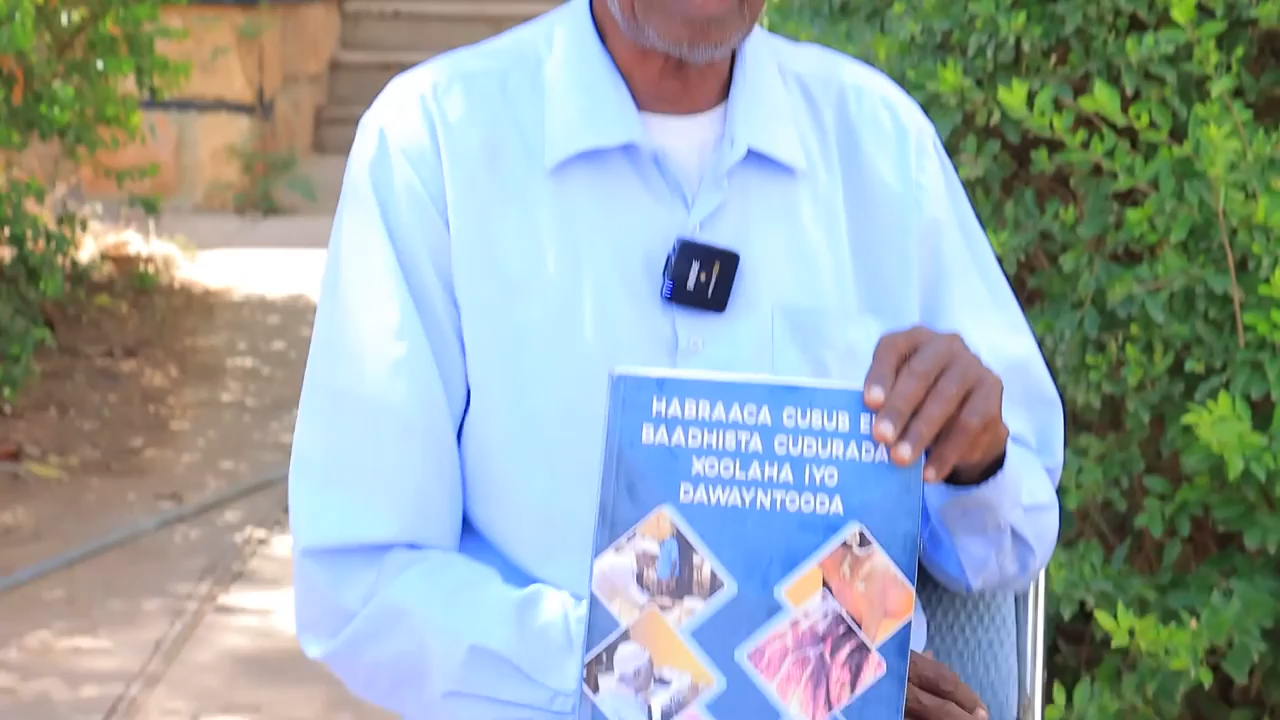 HABRAACA CUSUB EE
BAADHISTA CUDURADA
XOOLAHA IYO
DAWAYNTOODA